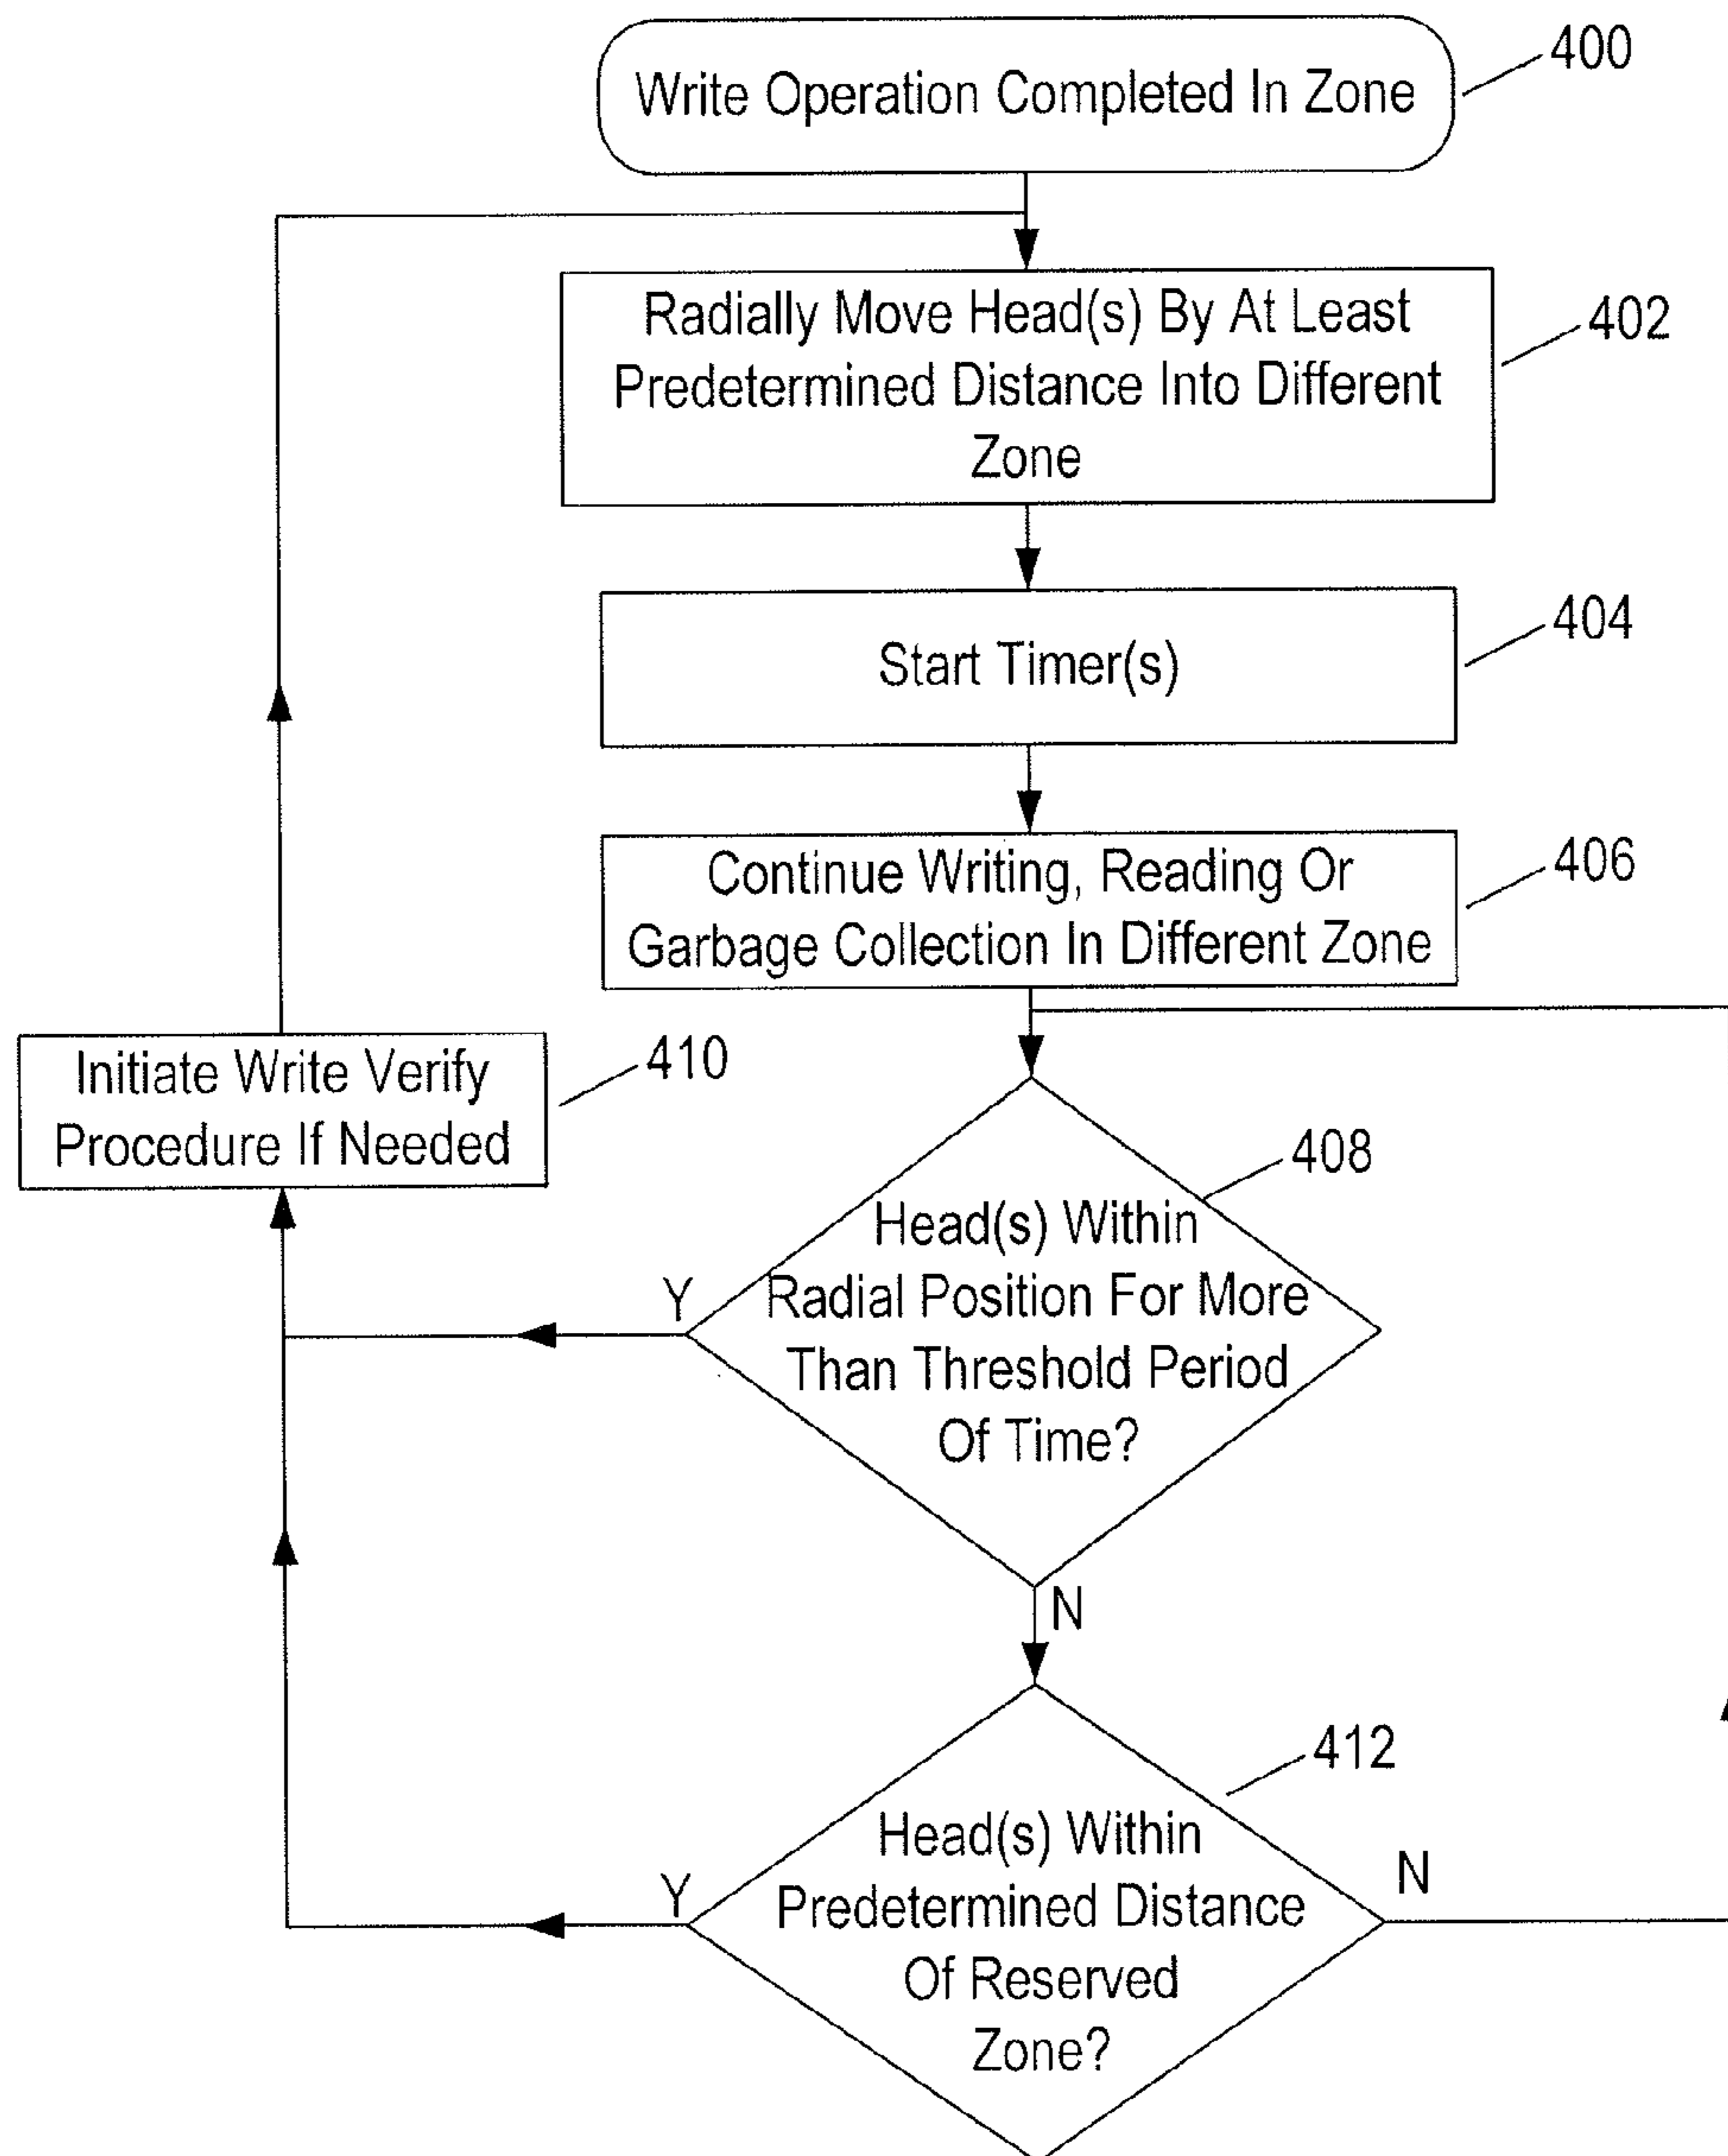 Write Operation Completed In Zone
400
Radially Move Head(s) By At Least
Predetermined Distance Into Different
Zone
402
Start Timer(s)
404
Continue Writing, Reading Or
Garbage Collection In Different Zone
406
Initiate Write Verify
Procedure If Needed
410
408
Head(s) Within
Radial Position For More
Than Threshold Period
Of Time?
Y
N
412
Head(s) Within
Predetermined Distance
Of Reserved
Zone?
Y
N